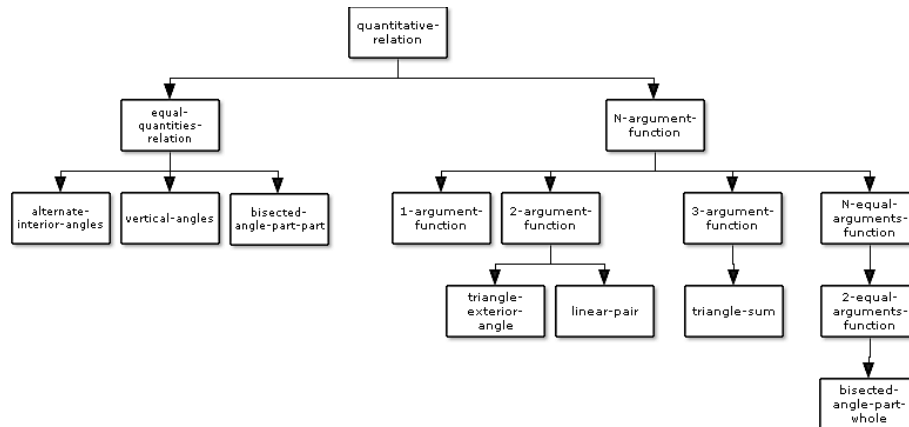 quantitative-
relation
equal-
quantities-
relation
N-argument-
function
alternate-
interior-angles
vertical-angles
bisected-
angle-part-part
1-argument-
function
2-argument-
function
3-argument-
function
N-equal-
arguments-
function
triangle-
exterior-
angle
linear-pair
triangle-sum
2-equal-
arguments-
function
bisected-
angle-part-
whole